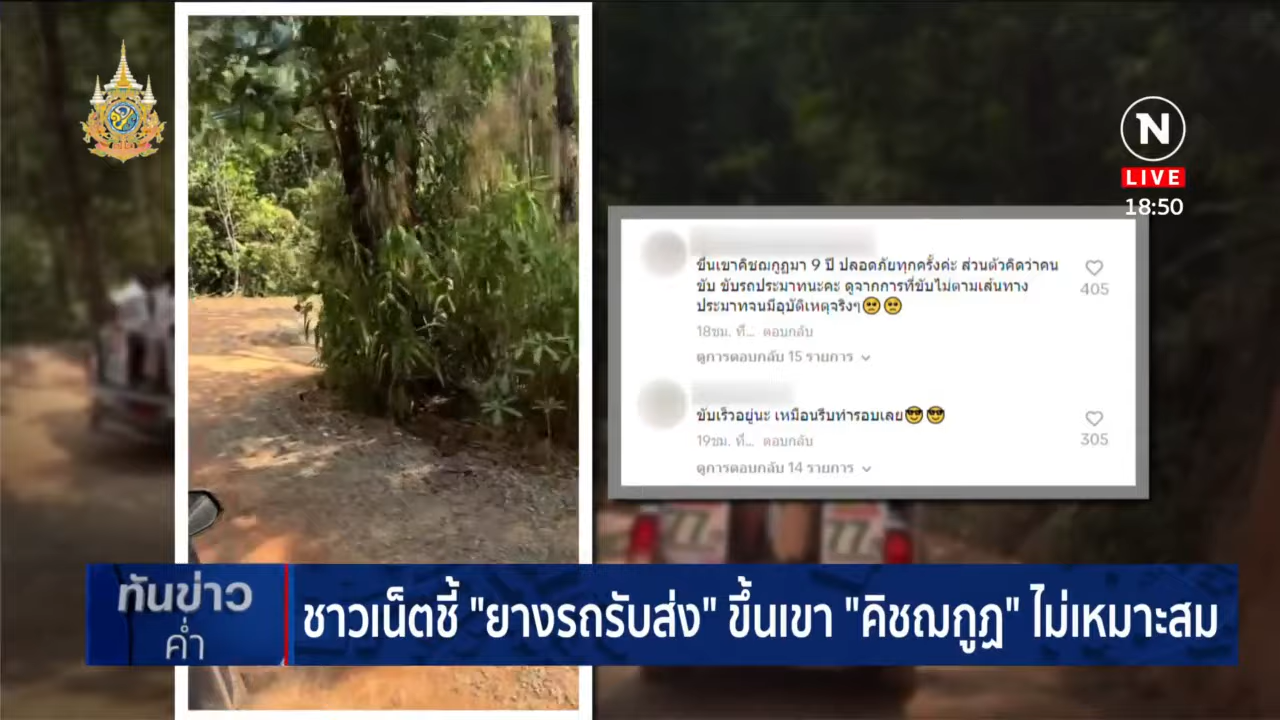 N
LIVE
18:50
ขึ้นเขาคิชฌกูฏมา 9 ปี ปลอดภัยทุกครั้งค่ะ ส่วนตัวคิดว่าคน
ขับ ขับรถประมาทนะคะ ดูจากการที่ขับไม่ตามเส้นทาง
ประมาทจนมีอุบัติเหตุจริงๆ🥺🥺
405
18ชม. ที่... ตอบกลับ
ดูการตอบกลับ 15 รายการ
ขับเร็วอยู่นะ เหมือนรีบทำรอบเลย😎😎
305
19ชม. ที่... ตอบกลับ
ดูการตอบกลับ 14 รายการ
777
777
ทันข่าว
ค่ำ
ชาวเน็ตชี้ "ยางรถรับส่ง" ขึ้นเขา "คิชฌกูฏ" ไม่เหมาะสม